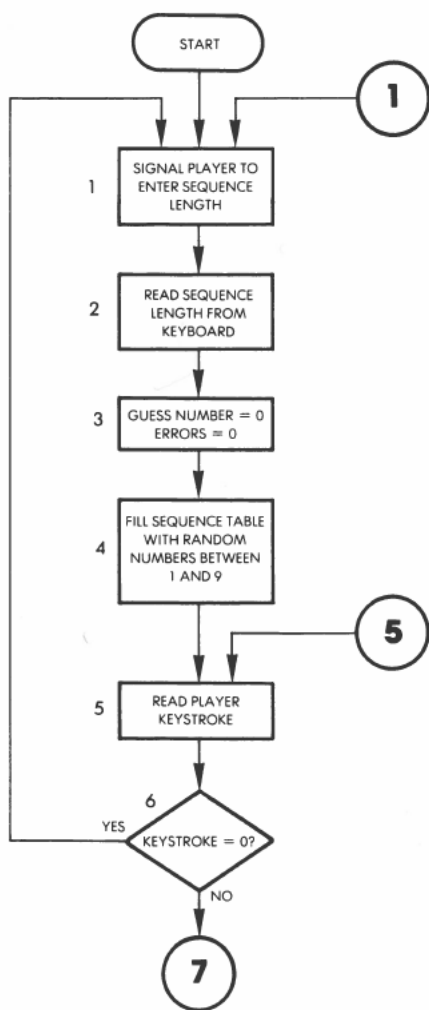 START
1
1
SIGNAL PLAYER TO
ENTER SEQUENCE
LENGTH
2
READ SEQUENCE
LENGTH FROM
KEYBOARD
3
GUESS NUMBER = 0
ERRORS = 0
4
FILL SEQUENCE TABLE
WITH RANDOM
NUMBERS BETWEEN
1 AND 9
5
5
READ PLAYER
KEYSTROKE
6
YES
KEYSTROKE = 0?
NO
7